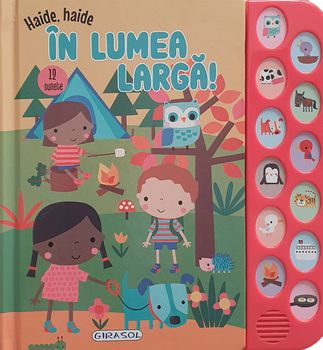 Haide, haide
ÎN LUMEA
LARGĂ!
12
sunete
GIRASOL